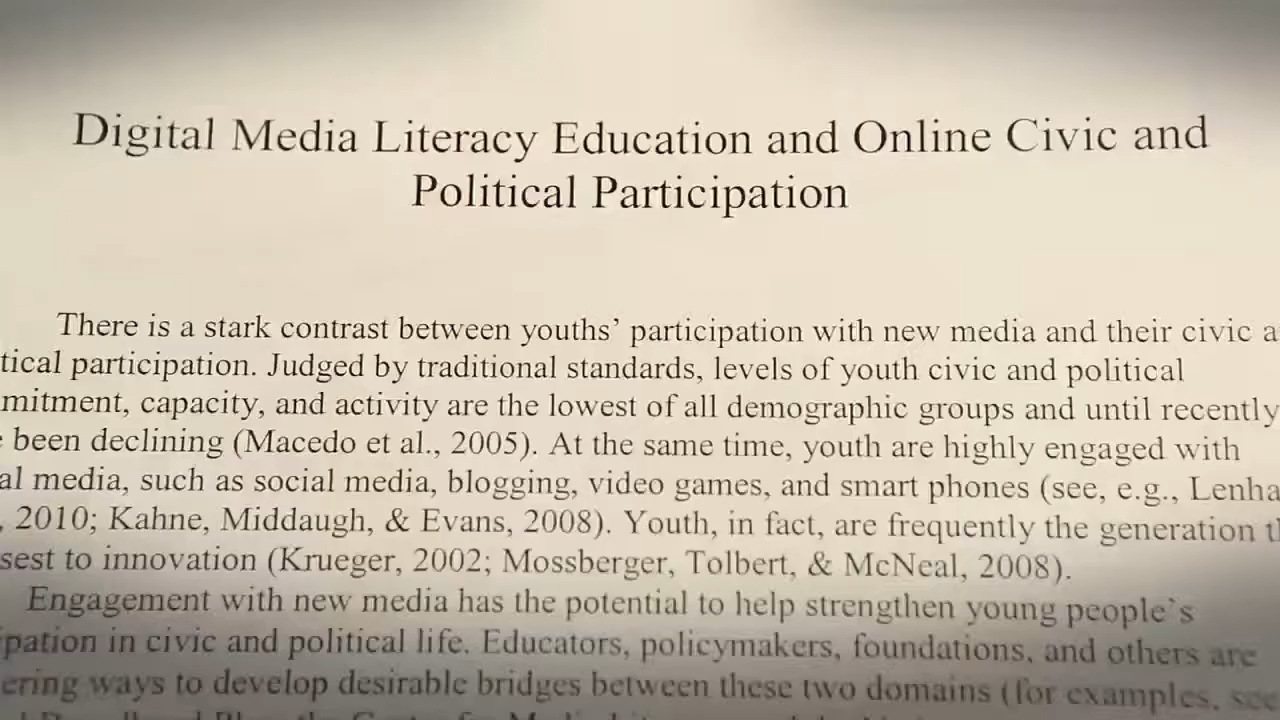 Digital Media Literacy Education and Online Civic and
Political Participation
There is a stark contrast between youths’ participation with new media and their civic a
tical participation. Judged by traditional standards, levels of youth civic and political
mitment, capacity, and activity are the lowest of all demographic groups and until recently
been declining (Macedo et al., 2005). At the same time, youth are highly engaged with
al media, such as social media, blogging, video games, and smart phones (see, e.g., Lenha
, 2010; Kahne, Middaugh, & Evans, 2008). Youth, in fact, are frequently the generation t
sest to innovation (Krueger, 2002; Mossberger, Tolbert, & McNeal, 2008).
Engagement with new media has the potential to help strengthen young people`s
ipation in civic and political life. Educators, policymakers, foundations, and others are
ering ways to develop desirable bridges between these two domains (for examples, see